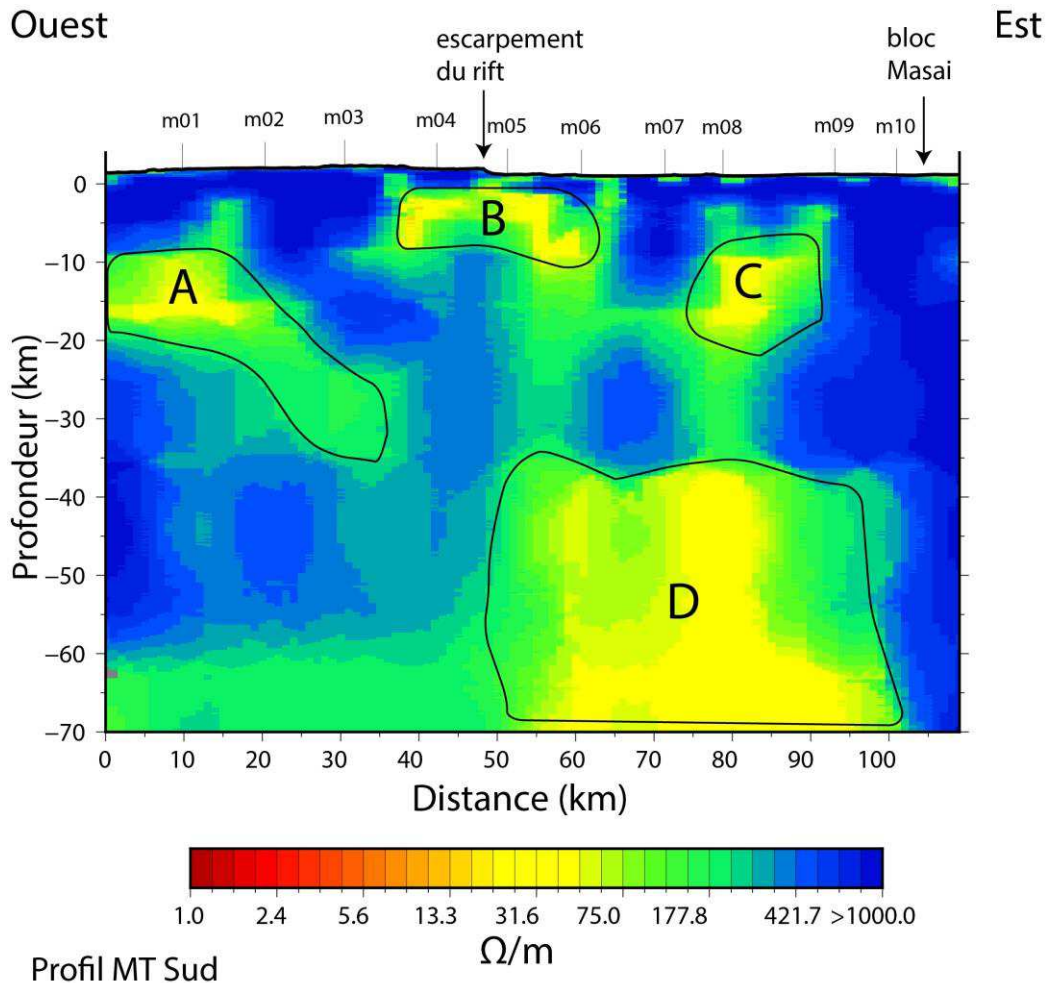 Ouest
Est
escarpement
du rift
bloc
Masai
m01 m02 m03 m04 m05 m06 m07 m08 m09 m10
0
−10
−20
−30
−40
−50
−60
−70
Profondeur (km)
A
B
C
D
0 10 20 30 40 50 60 70 80 90 100
Distance (km)
1.0 2.4 5.6 13.3 31.6 75.0 177.8 421.7 >1000.0
Ω/m
Profil MT Sud